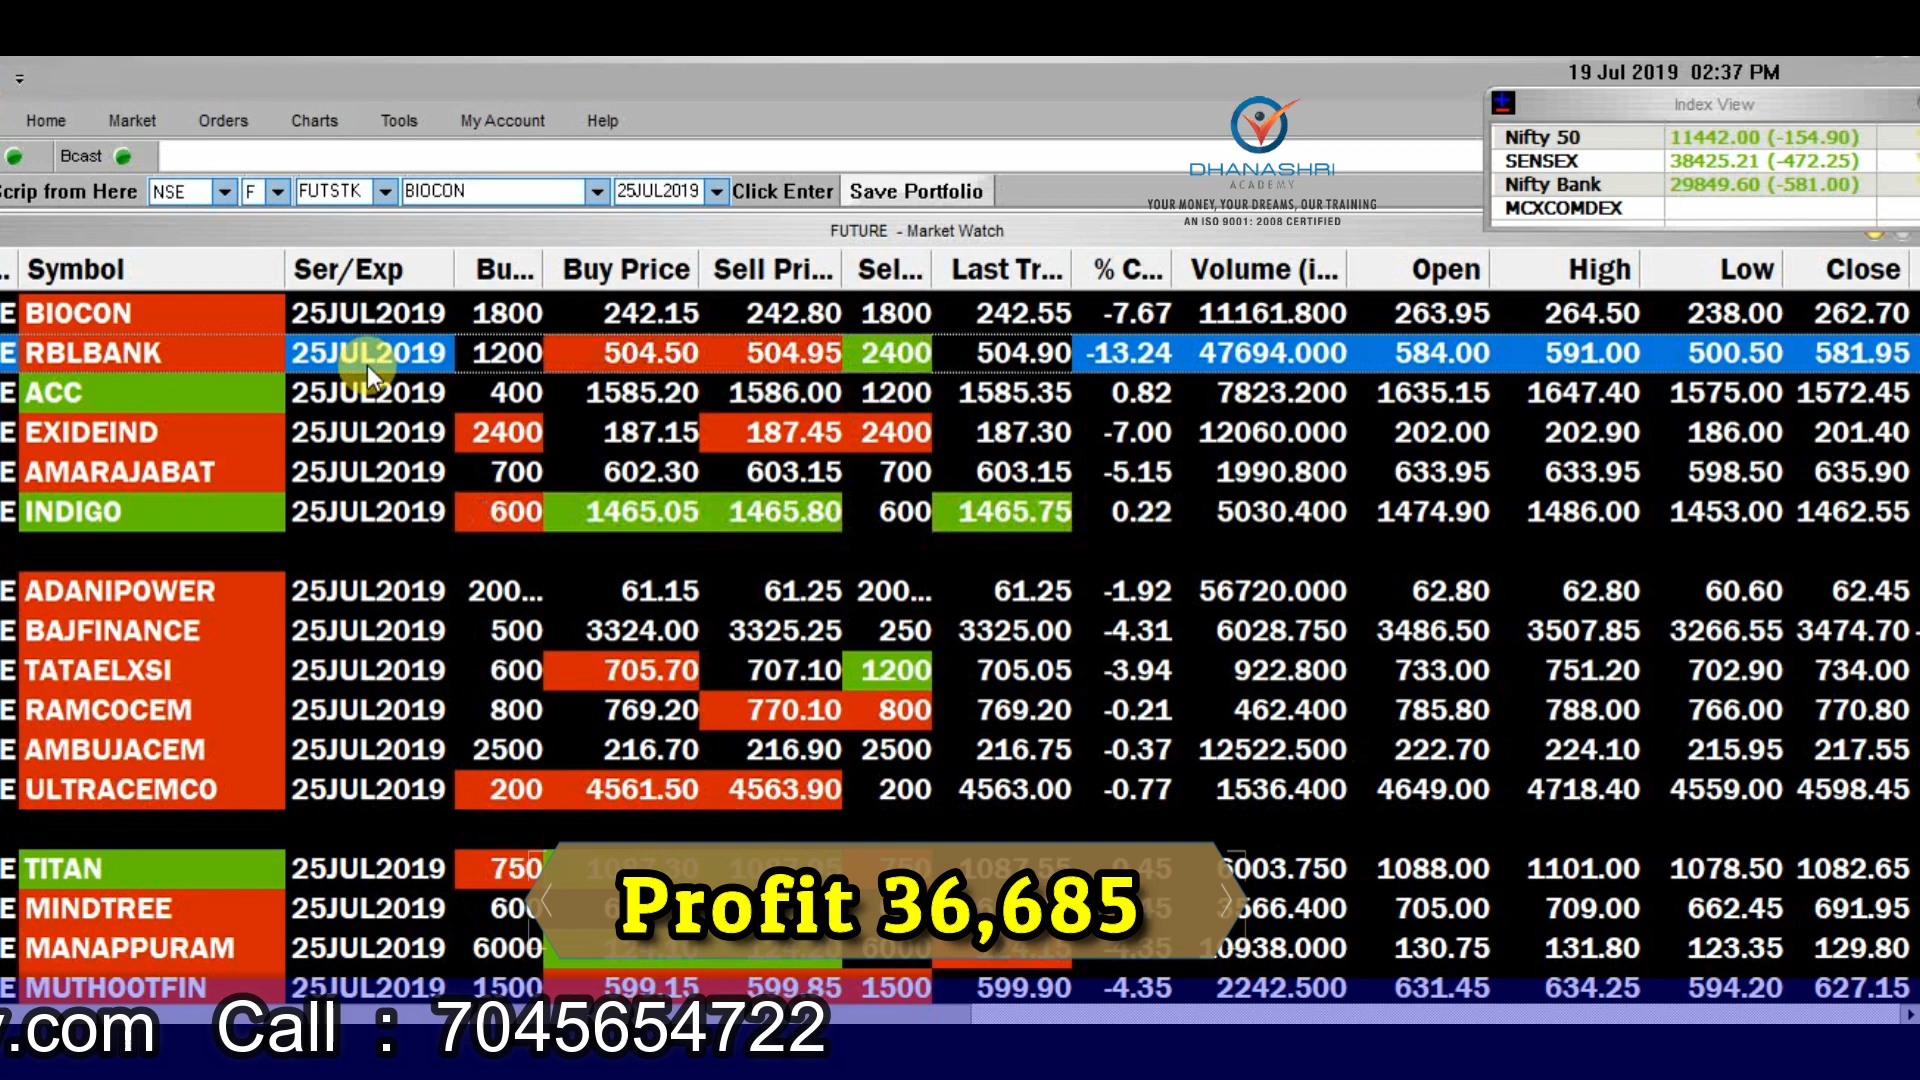 19 Jul 2019 02:37 PM
Home Market Orders Charts Tools My Account Help
Index View
Nifty 50 11442.00 (-154.90)
SENSEX 38425.21 (-472.25)
Nifty Bank 29849.60 (-581.00)
MCXCOMDEX
Bcast
DHANASHRI
ACADEMY
YOUR MONEY, YOUR DREAMS, OUR TRAINING
AN ISO 9001: 2008 CERTIFIED
Scrip from Here NSE F FUTSTK BIOCON 25JUL2019 Click Enter Save Portfolio
FUTURE - Market Watch
.. Symbol Ser/Exp Bu... Buy Price Sell Pri... Sel... Last Tr... % C... Volume (i... Open High Low Close
E BIOCON 25JUL2019 1800 242.15 242.80 1800 242.55 -7.67 11161.800 263.95 264.50 238.00 262.70
E RBLBANK 25JUL2019 1200 504.50 504.95 2400 504.90 -13.24 47694.000 584.00 591.00 500.50 581.95
E ACC 25JUL2019 400 1585.20 1586.00 1200 1585.35 0.82 7823.200 1635.15 1647.40 1575.00 1572.45
E EXIDEIND 25JUL2019 2400 187.15 187.45 2400 187.30 -7.00 12060.000 202.00 202.90 186.00 201.40
E AMARAJABAT 25JUL2019 700 602.30 603.15 700 603.15 -5.15 1990.800 633.95 633.95 598.50 635.90
E INDIGO 25JUL2019 600 1465.05 1465.80 600 1465.75 0.22 5030.400 1474.90 1486.00 1453.00 1462.55
E ADANIPOWER 25JUL2019 200... 61.15 61.25 200... 61.25 -1.92 56720.000 62.80 62.80 60.60 62.45
E BAJFINANCE 25JUL2019 500 3324.00 3325.25 250 3325.00 -4.31 6028.750 3486.50 3507.85 3266.55 3474.70
E TATAELXSI 25JUL2019 600 705.70 707.10 1200 705.05 -3.94 922.800 733.00 751.20 702.90 734.00
E RAMCOCEM 25JUL2019 800 769.20 770.10 800 769.20 -0.21 462.400 785.80 788.00 766.00 770.80
E AMBUJACEM 25JUL2019 2500 216.70 216.90 2500 216.75 -0.37 12522.500 222.70 224.10 215.95 217.55
E ULTRACEMCO 25JUL2019 200 4561.50 4563.90 200 4563.00 -0.77 1536.400 4649.00 4718.40 4559.00 4598.45
E TITAN 25JUL2019 750 6003.750 1088.00 1101.00 1078.50 1082.65
E MINDTREE 25JUL2019 600 705.00 709.00 662.45 691.95
E MANAPPURAM 25JUL2019 6000 130.75 131.80 123.35 129.80
E MUTHOOTFIN 25JUL2019 1500 599.15 599.85 1500 599.90 -4.35 2242.500 631.45 634.25 594.20 627.15
Profit 36,685
y.com Call : 7045654722